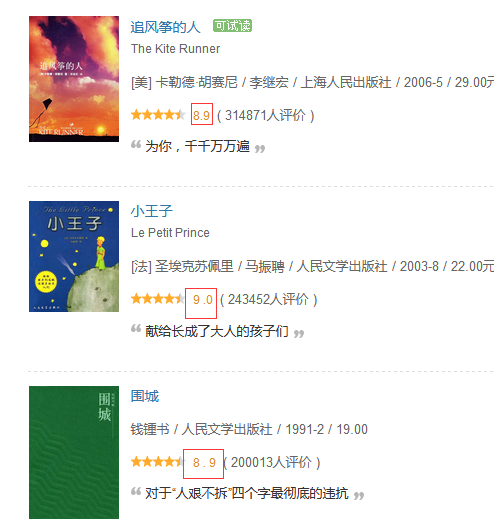 追风筝的人 可试读
The Kite Runner
[美] 卡勒德·胡赛尼 / 李继宏 / 上海人民出版社 / 2006-5 / 29.00元
8.9 ( 314871人评价 )
“ 为你，千千万万遍 ”
追风筝的人
KITE RUNNER
小王子
Le Petit Prince
[法] 圣埃克苏佩里 / 马振聘 / 人民文学出版社 / 2003-8 / 22.00元
9.0 ( 243452人评价 )
“ 献给长成了大人的孩子们 ”
The Little Prince
小王子
围城
钱锺书 / 人民文学出版社 / 1991-2 / 19.00
8.9 ( 200013人评价 )
“ 对于“人艰不拆”四个字最彻底的违抗 ”
围城